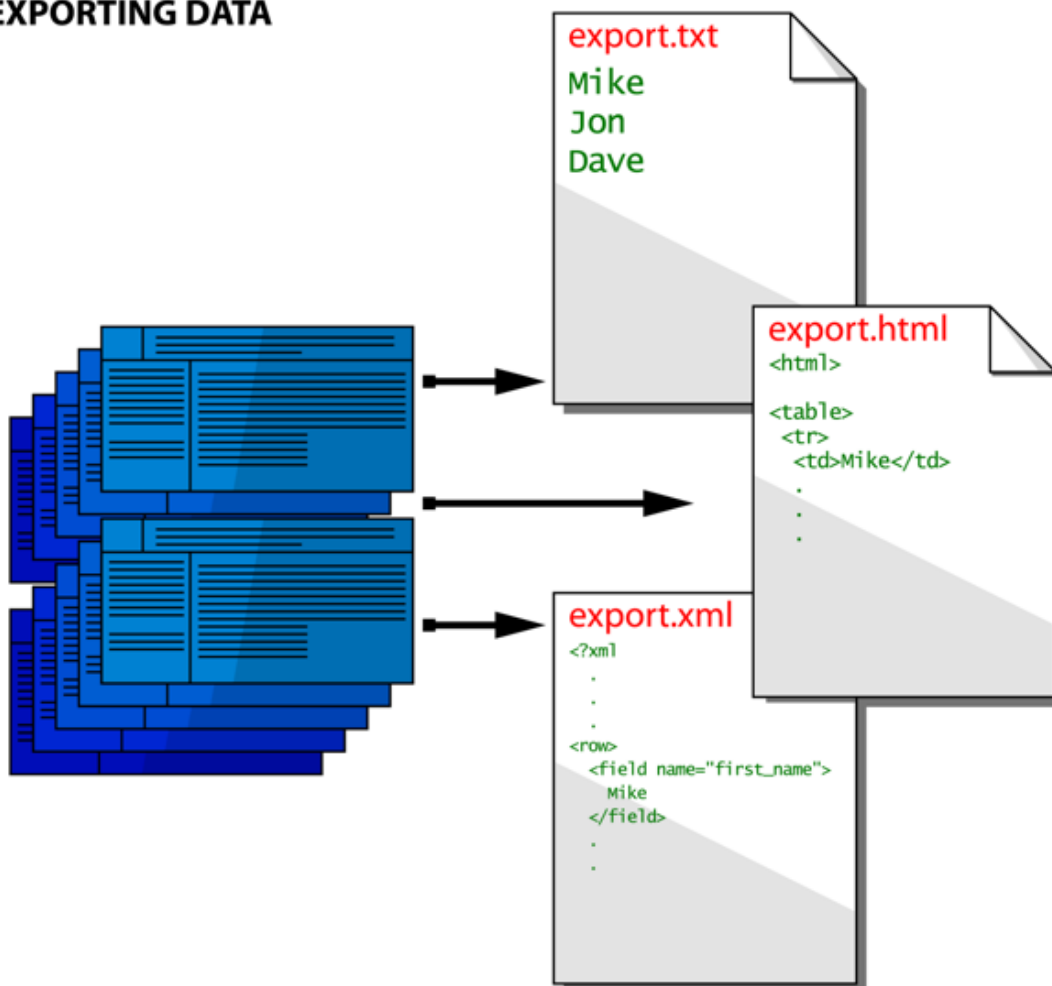 EXPORTING DATA
export.txt
Mike
Jon
Dave
export.html
<html>
<table>
<tr>
<td>Mike</td>
.
.
.
export.xml
<?xml
.
.
.
<row>
<field name="first_name">
Mike
</field>
.
.